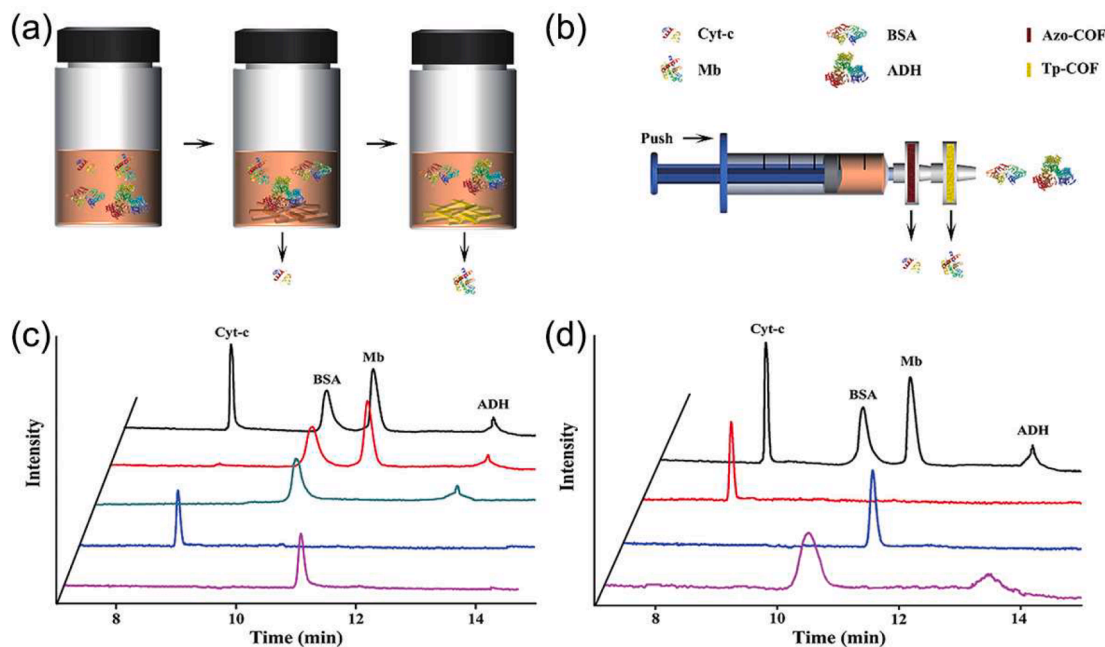 (a)
(b)
Cyt-c
BSA
Azo-COF
Mb
ADH
Tp-COF
Push
(c)
Cyt-c
BSA
Mb
ADH
Intensity
8
10
12
14
Time (min)
(d)
Cyt-c
BSA
Mb
ADH
Intensity
8
10
12
14
Time (min)